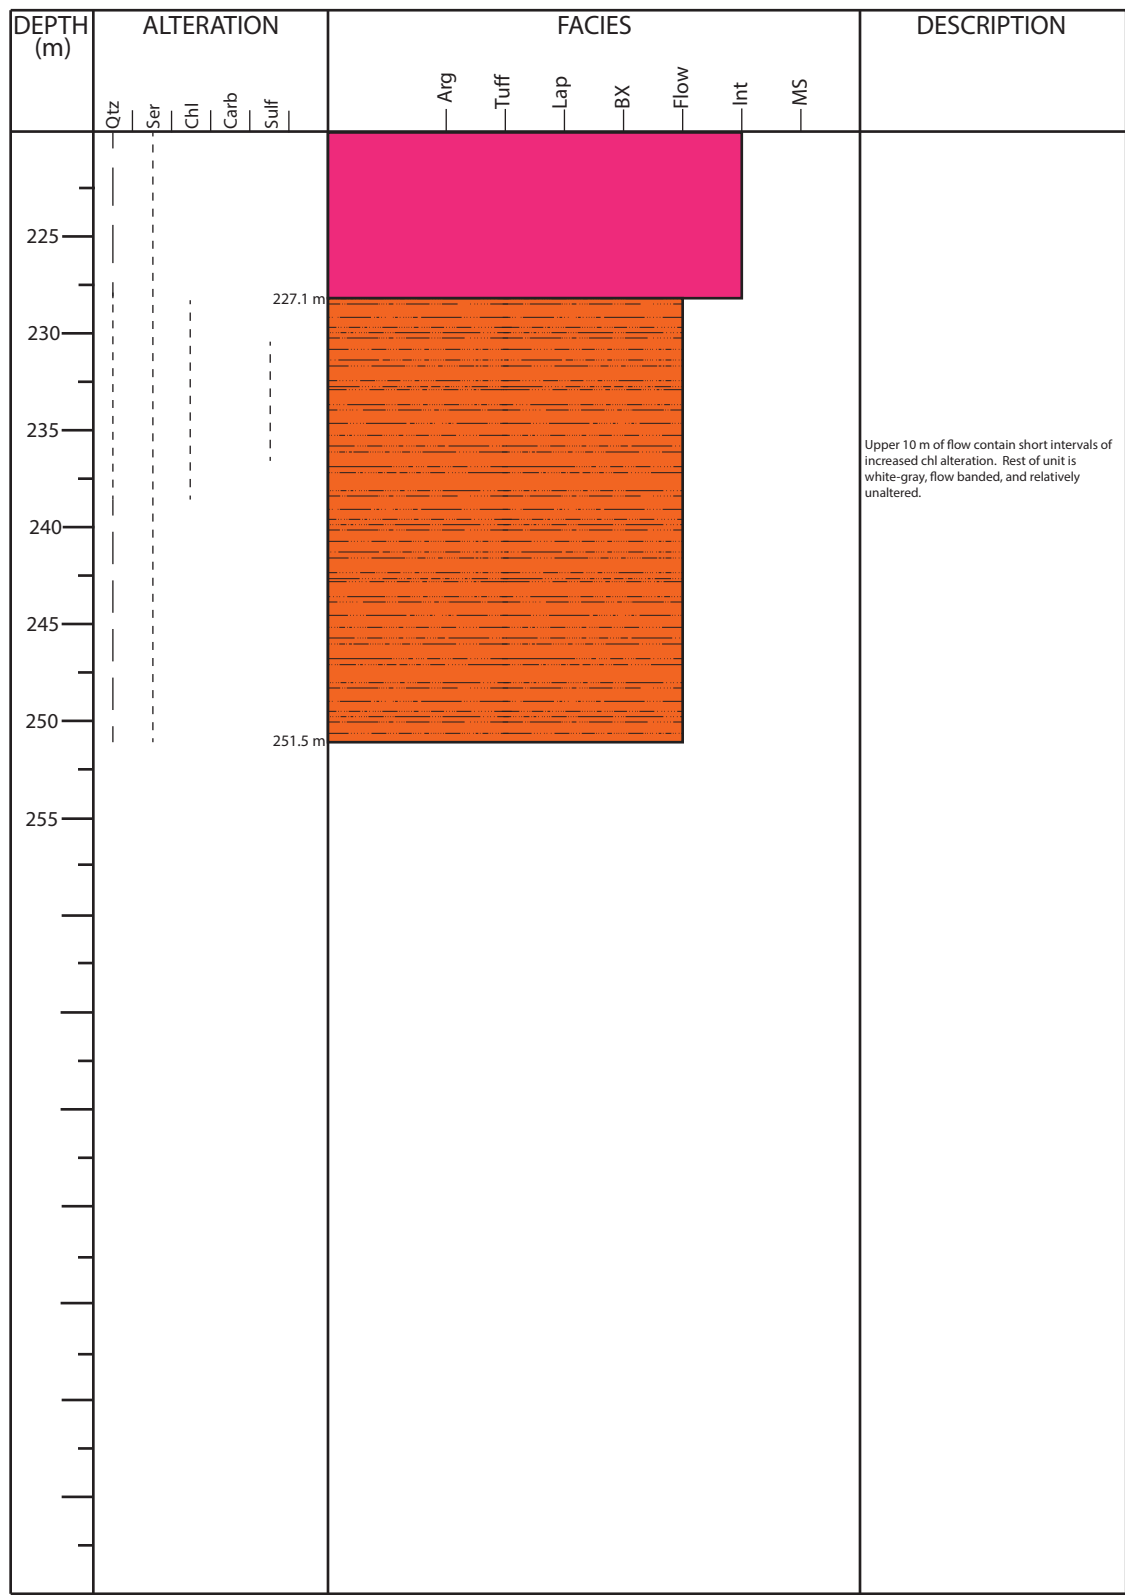 DEPTH
(m)
ALTERATION
FACIES
DESCRIPTION
Qtz
Ser
Chl
Carb
Sulf
Arg
Tuff
Lap
BX
Flow
Int
MS
225
227.1 m
230
235
Upper 10 m of flow contain short intervals of
increased chl alteration. Rest of unit is
white-gray, flow banded, and relatively
unaltered.
240
245
250
251.5 m
255